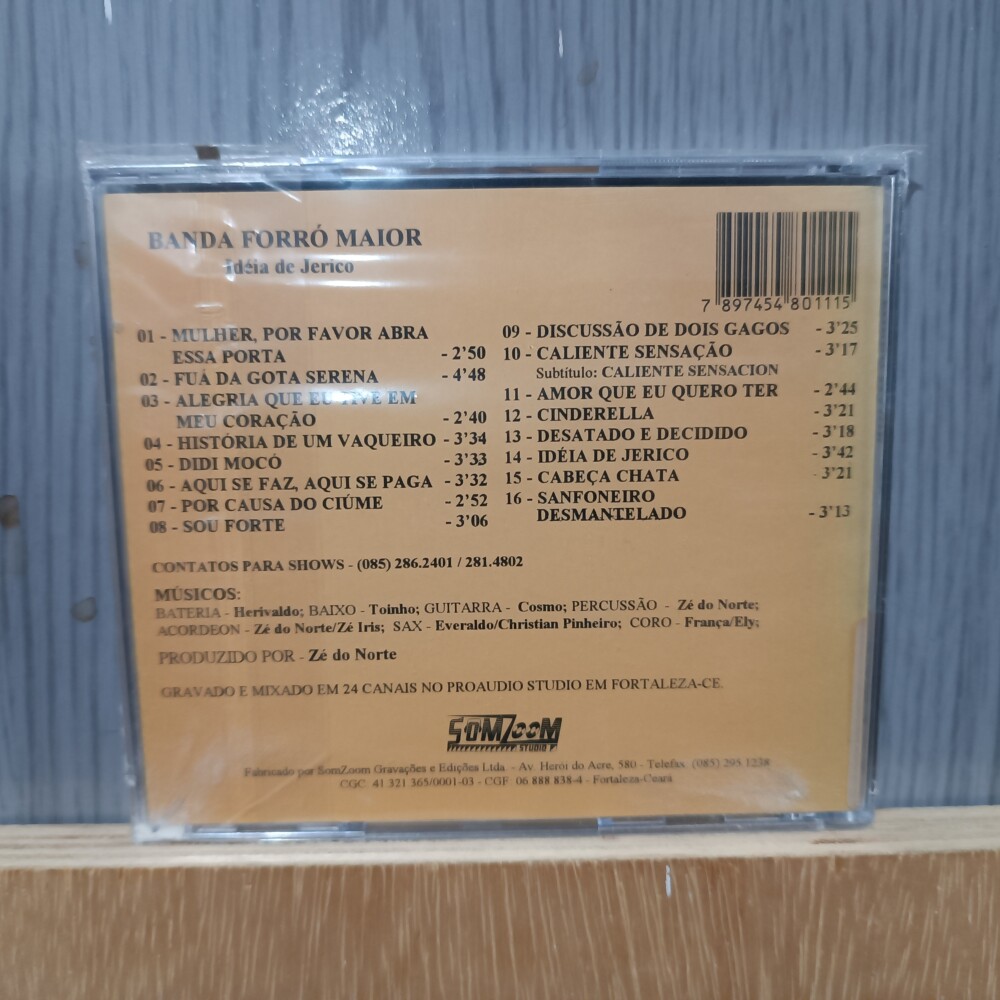 BANDA FORRÓ MAIOR
Idéia de Jerico
7 897454 801115
01 - MULHER, POR FAVOR ABRA
ESSA PORTA - 2'50
02 - FUÁ DA GOTA SERENA - 4'48
03 - ALEGRIA QUE EU TIVE EM
MEU CORAÇÃO - 2'40
04 - HISTÓRIA DE UM VAQUEIRO - 3'34
05 - DIDI MOCÓ - 3'33
06 - AQUI SE FAZ, AQUI SE PAGA - 3'32
07 - POR CAUSA DO CIÚME - 2'52
08 - SOU FORTE - 3'06
09 - DISCUSSÃO DE DOIS GAGOS - 3'25
10 - CALIENTE SENSAÇÃO - 3'17
Subtítulo: CALIENTE SENSACION
11 - AMOR QUE EU QUERO TER - 2'44
12 - CINDERELLA - 3'21
13 - DESATADO E DECIDIDO - 3'18
14 - IDÉIA DE JERICO - 3'42
15 - CABEÇA CHATA - 3'21
16 - SANFONEIRO
DESMANTELADO - 3'13
CONTATOS PARA SHOWS - (085) 286.2401 / 281.4802
MÚSICOS:
BATERIA - Herivaldo; BAIXO - Toinho; GUITARRA - Cosmo; PERCUSSÃO - Zé do Norte;
ACORDEON - Zé do Norte/Zé Iris; SAX - Everaldo/Christian Pinheiro; CORO - França/Ely;
PRODUZIDO POR - Zé do Norte
GRAVADO E MIXADO EM 24 CANAIS NO PROAUDIO STUDIO EM FORTALEZA-CE.
SOMZOOM
STUDIO
Fabricado por SomZoom Gravações e Edições Ltda. - Av. Herói do Acre, 580 - Telefax (085) 295.1238
CGC 41 321 365/0001-03 - CGF 06 888 838-4 - Fortaleza-Ceará